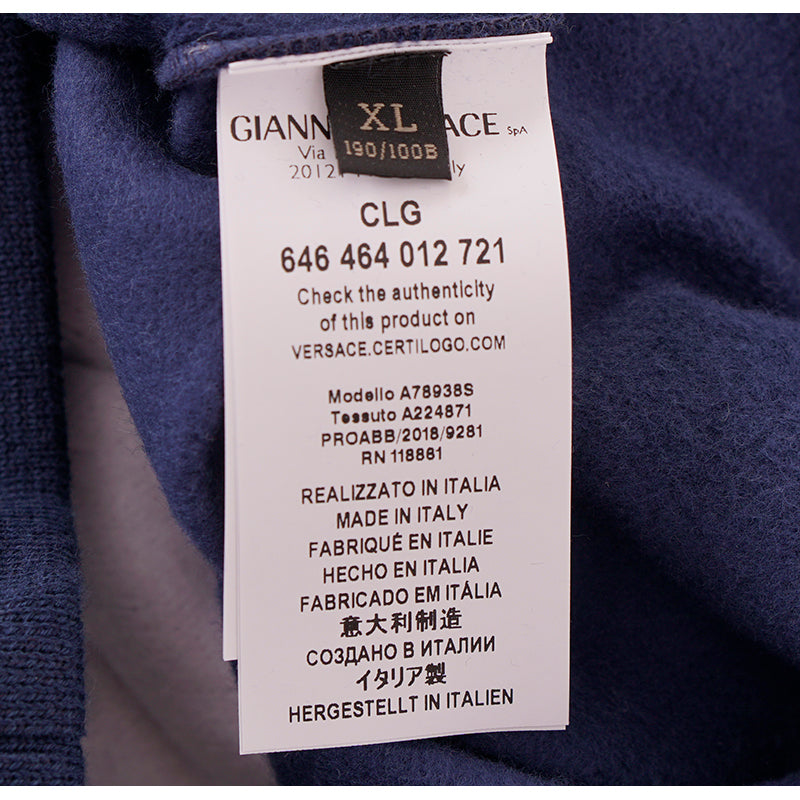 XL
190/100B
GIANN ACE SpA
Via
2012 ly
CLG
646 464 012 721
Check the authenticity
of this product on
VERSACE.CERTILOGO.COM
Modello A78938S
Tessuto A224871
PROABB/2018/9281
RN 118881
REALIZZATO IN ITALIA
MADE IN ITALY
FABRIQUÉ EN ITALIE
HECHO EN ITALIA
FABRICADO EM ITÁLIA
意大利制造
СОЗДАНО В ИТАЛИИ
イタリア製
HERGESTELLT IN ITALIEN